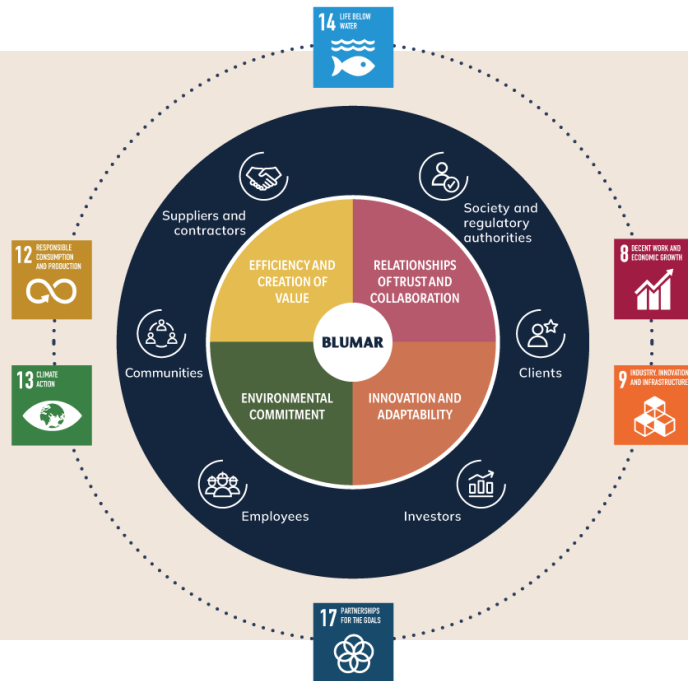 14 LIFE BELOW
WATER
Suppliers and
contractors
Society and
regulatory
authorities
12 RESPONSIBLE
CONSUMPTION
AND PRODUCTION
8 DECENT WORK AND
ECONOMIC GROWTH
EFFICIENCY AND
CREATION OF
VALUE
RELATIONSHIPS
OF TRUST AND
COLLABORATION
BLUMAR
Communities
Clients
13 CLIMATE
ACTION
9 INDUSTRY, INNOVATION
AND INFRASTRUCTURE
ENVIRONMENTAL
COMMITMENT
INNOVATION AND
ADAPTABILITY
Employees
Investors
17 PARTNERSHIPS
FOR THE GOALS